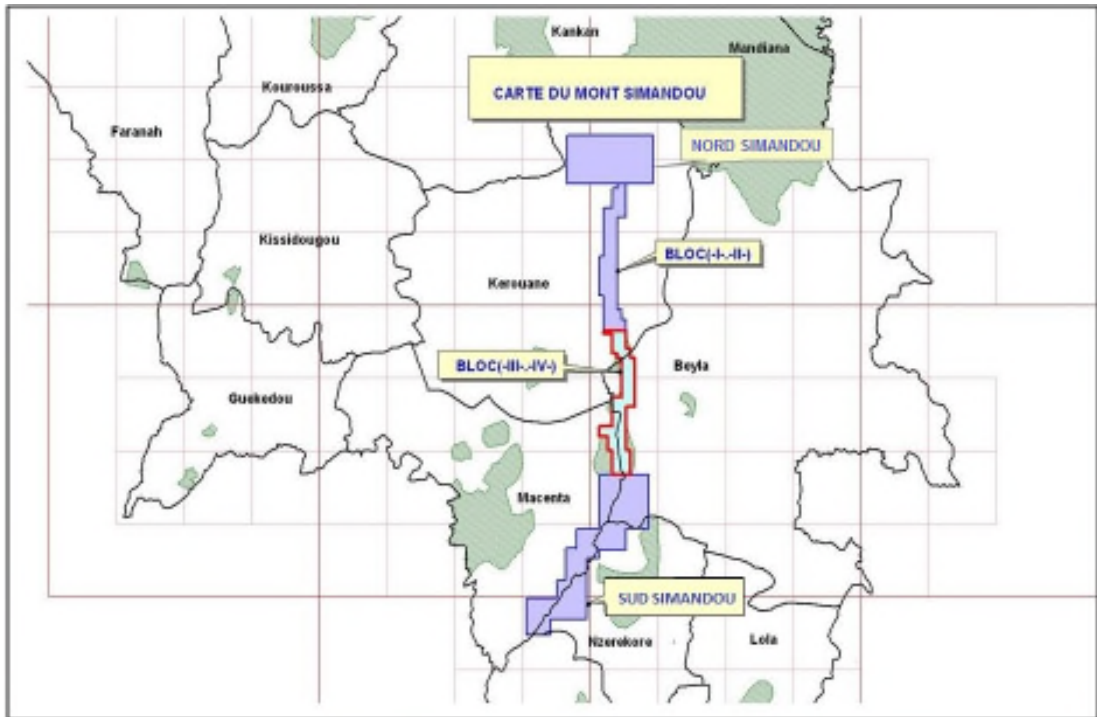 Kankan
Mandiana
Kouroussa
CARTE DU MONT SIMANDOU
Faranah
NORD SIMANDOU
Kissidougou
BLOC(-I-.-II-)
Kerouane
BLOC(-III-.-IV-)
Beyla
Guekedou
Macenta
SUD SIMANDOU
Nzerekore
Lola